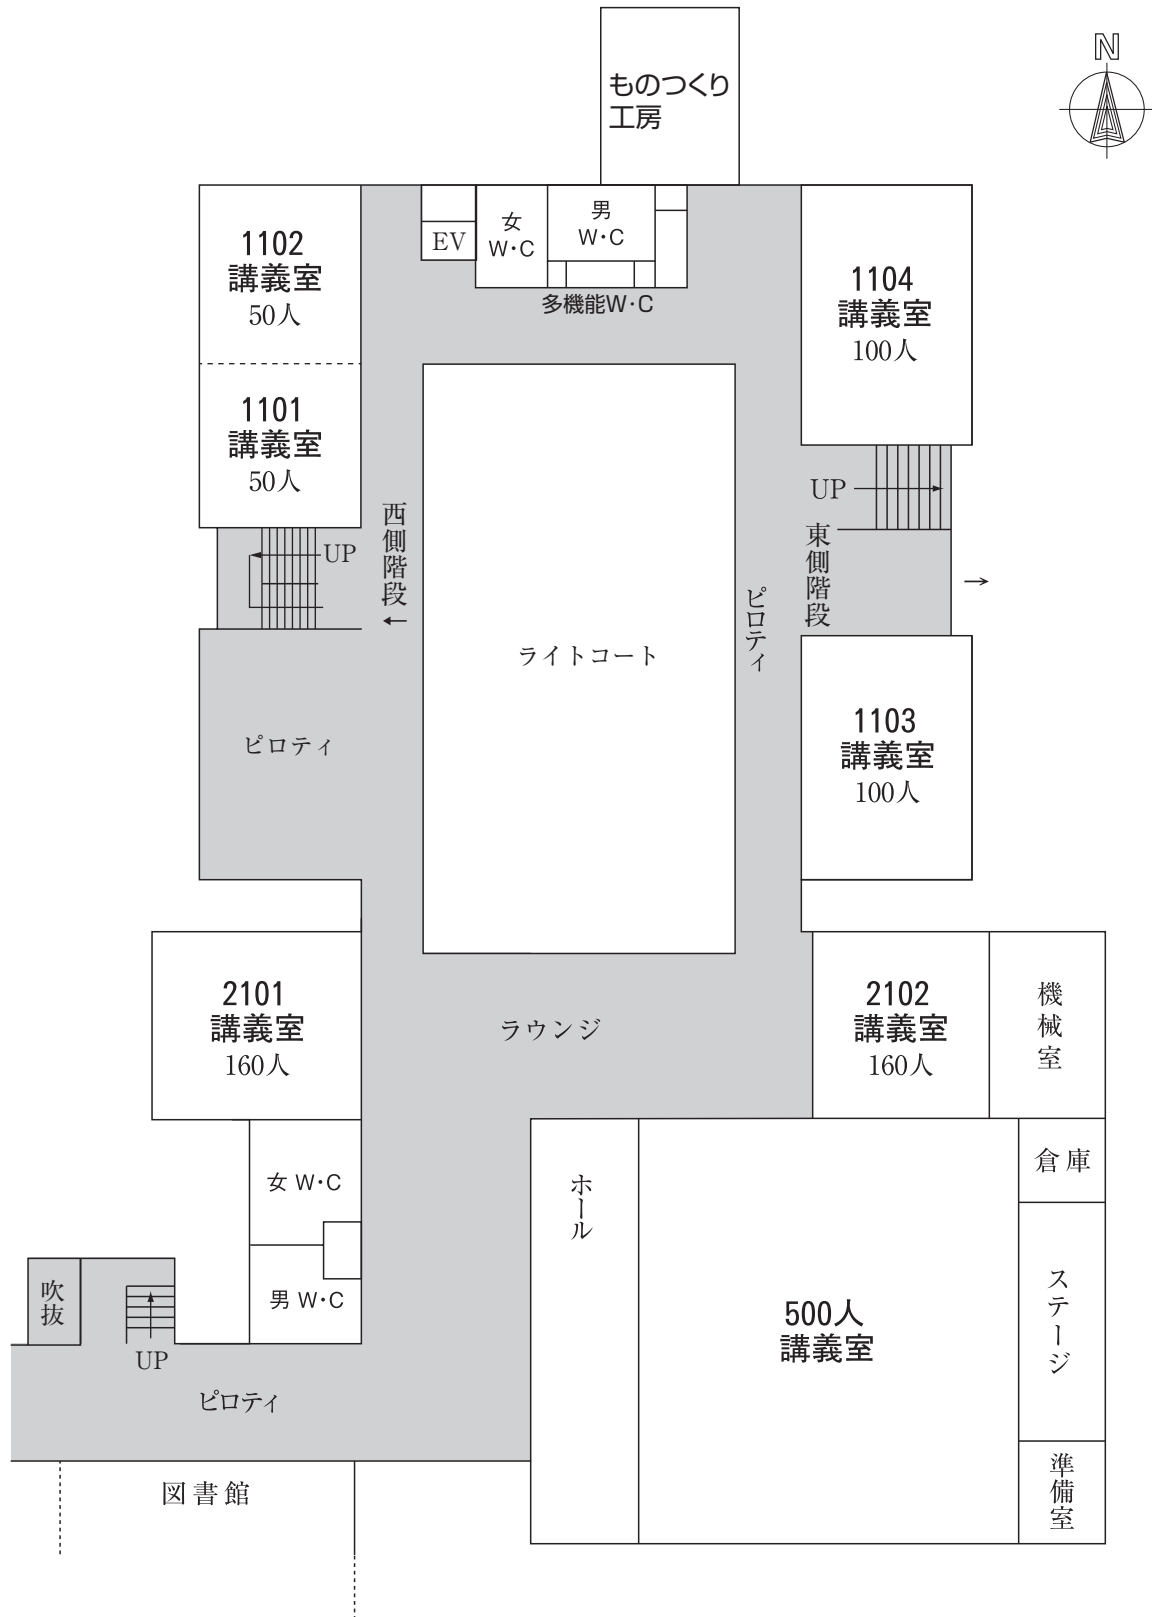 N
ものつくり
工房
1102
講義室
50人
EV
女
W・C
男
W・C
多機能W・C
1104
講義室
100人
1101
講義室
50人
UP
西側階段
←
UP
東側階段
→
ピロティ
ライトコート
ピロティ
1103
講義室
100人
2101
講義室
160人
ラウンジ
2102
講義室
160人
機械室
女 W・C
男 W・C
ホール
倉庫
500人
講義室
ステージ
準備室
吹抜
UP
ピロティ
図書館